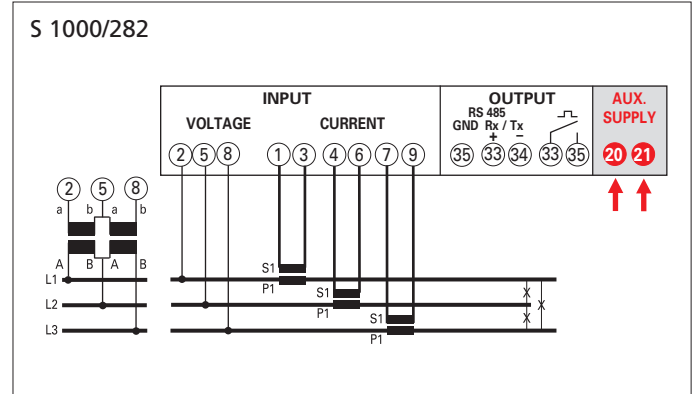 S 1000/282
INPUT OUTPUT AUX. SUPPLY
VOLTAGE CURRENT
RS 485
GND Rx / Tx
+ −
2 5 8 1 3 4 6 7 9 35 33 34 33 35 20 21
2 5 8
a b a b
A B A B
S1
L1 P1
S1
L2 P1
S1
L3 P1
X
X
X